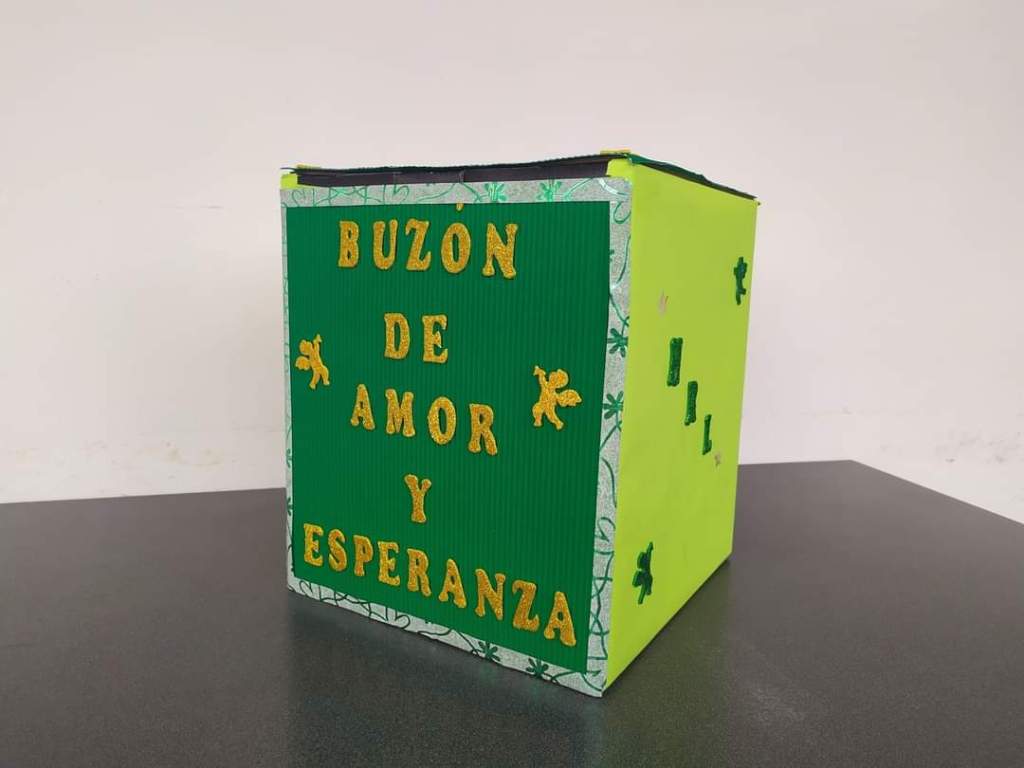 BUZÓN
DE
AMOR
Y
ESPERANZA